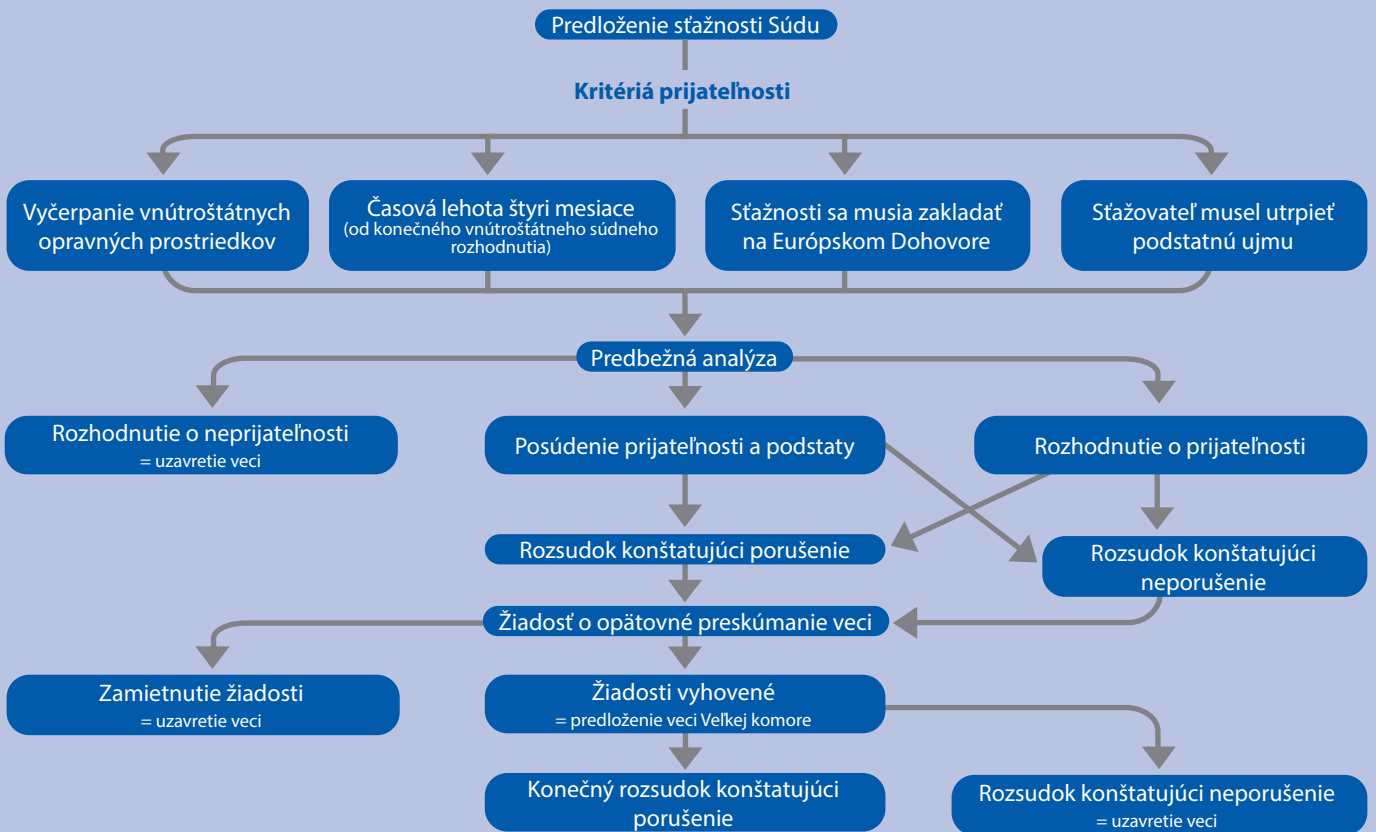 Predloženie sťažnosti Súdu
Kritériá prijateľnosti
Vyčerpanie vnútroštátnych
opravných prostriedkov
Časová lehota štyri mesiace
(od konečného vnútroštátneho súdneho
rozhodnutia)
Sťažnosti sa musia zakladať
na Európskom Dohovore
Sťažovateľ musel utrpieť
podstatnú ujmu
Predbežná analýza
Rozhodnutie o neprijateľnosti
= uzavretie veci
Posúdenie prijateľnosti a podstaty
Rozhodnutie o prijateľnosti
Rozsudok konštatujúci porušenie
Rozsudok konštatujúci
neporušenie
Žiadosť o opätovné preskúmanie veci
Zamietnutie žiadosti
= uzavretie veci
Žiadosti vyhovené
= predloženie veci Veľkej komore
Konečný rozsudok konštatujúci
porušenie
Rozsudok konštatujúci neporušenie
= uzavretie veci